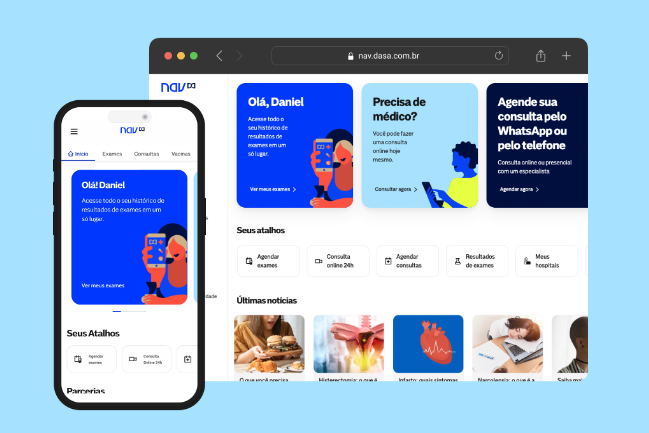 nav.dasa.com.br
nav
Olá, Daniel
Acesse todo o
seu histórico de
resultados de
exames em um
só lugar.
Ver meus exames
Precisa de
médico?
Você pode fazer
uma consulta
online hoje
mesmo.
Consultar agora
Agende sua
consulta pelo
WhatsApp ou
pelo telefone
Consulta online ou presencial
com um especialista
Agendar agora
Seus atalhos
Agendar
exames
Consulta
online 24h
Agendar
consultas
Resultados
de exames
Meus
hospitais
Últimas notícias
O que você precisa
Histerectomia: o que é
Infarto: quais sintomas
Narcolepsia: o que é a
Saiba mai
idade
nav
Início
Exames
Consultas
Vacinas
Olá! Daniel
Acesse todo o seu histórico de
resultados de exames em um
só lugar.
Ver meus exames
Seus Atalhos
Agendar
exames
Consulta
Online 24h
Parcerias